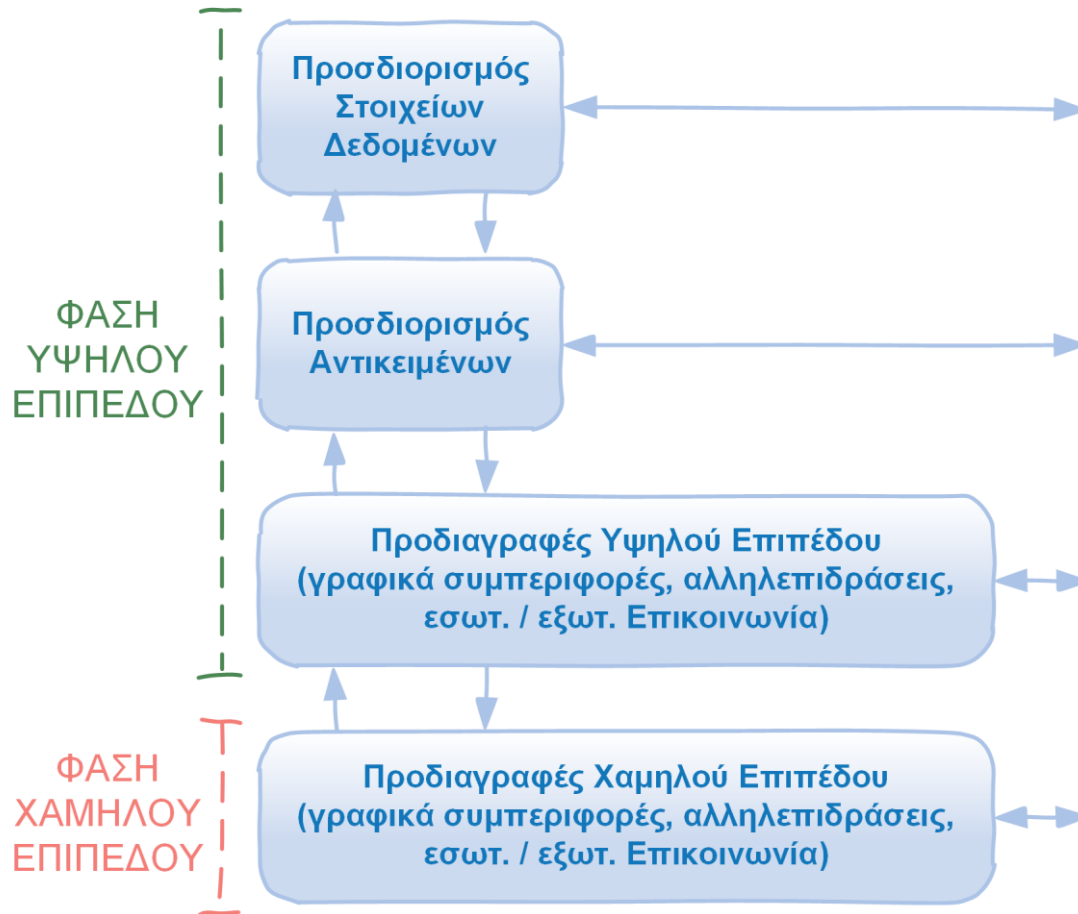 Προσδιορισμός
Στοιχείων
Δεδομένων
Προσδιορισμός
Αντικειμένων
ΦΑΣΗ
ΥΨΗΛΟΥ
ΕΠΙΠΕΔΟΥ
Προδιαγραφές Υψηλού Επιπέδου
(γραφικά συμπεριφορές, αλληλεπιδράσεις,
εσωτ. / εξωτ. Επικοινωνία)
ΦΑΣΗ
ΧΑΜΗΛΟΥ
ΕΠΙΠΕΔΟΥ
Προδιαγραφές Χαμηλού Επιπέδου
(γραφικά συμπεριφορές, αλληλεπιδράσεις,
εσωτ. / εξωτ. Επικοινωνία)